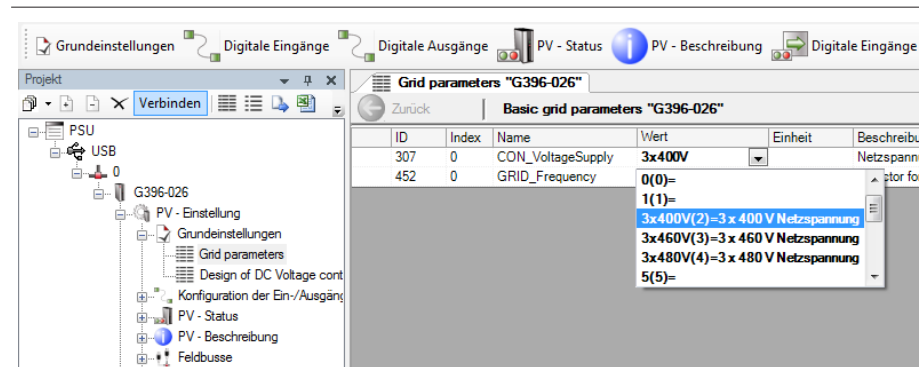 Grundeinstellungen Digitale Eingänge Digitale Ausgänge PV - Status PV - Beschreibung Digitale Eingänge
Projekt
Verbinden
PSU
USB
0
G396-026
PV - Einstellung
Grundeinstellungen
Grid parameters
Design of DC Voltage cont
Konfiguration der Ein-/Ausgäng
PV - Status
PV - Beschreibung
Feldbusse
Grid parameters "G396-026"
Zurück Basic grid parameters "G396-026"
ID Index Name Wert Einheit Beschreibu
307 0 CON_VoltageSupply 3x400V Netzspann
452 0 GRID_Frequency ctor fo
0(0)=
1(1)=
3x400V(2)=3 x 400 V Netzspannung
3x460V(3)=3 x 460 V Netzspannung
3x480V(4)=3 x 480 V Netzspannung
5(5)=